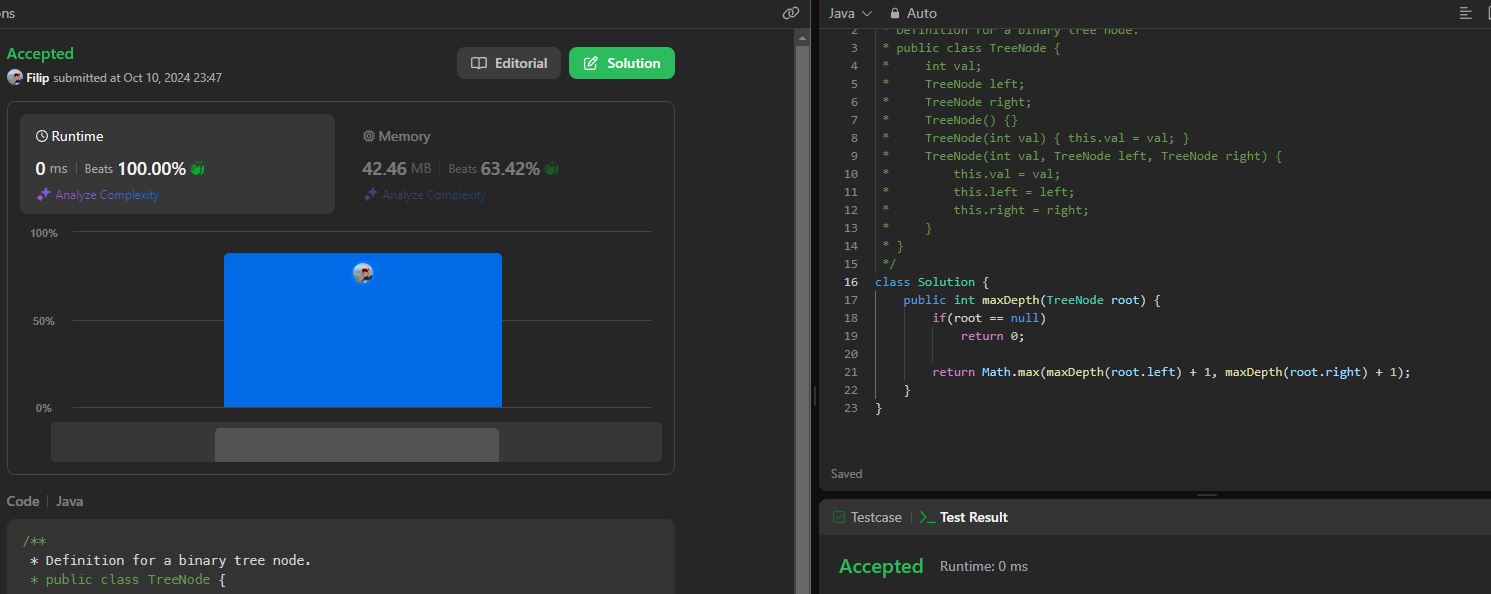 ns
Accepted
Filip submitted at Oct 10, 2024 23:47
Editorial
Solution
Runtime
0 ms | Beats 100.00%
Analyze Complexity
Memory
42.46 MB | Beats 63.42%
Analyze Complexity
100%
50%
0%
Code | Java
/**
* Definition for a binary tree node.
* public class TreeNode {
Java
Auto
2 * Definition for a binary tree node.
3 * public class TreeNode {
4 *     int val;
5 *     TreeNode left;
6 *     TreeNode right;
7 *     TreeNode() {}
8 *     TreeNode(int val) { this.val = val; }
9 *     TreeNode(int val, TreeNode left, TreeNode right) {
10 *         this.val = val;
11 *         this.left = left;
12 *         this.right = right;
13 *     }
14 * }
15 */
16 class Solution {
17     public int maxDepth(TreeNode root) {
18         if(root == null)
19             return 0;
20
21         return Math.max(maxDepth(root.left) + 1, maxDepth(root.right) + 1);
22     }
23 }
Saved
Testcase | >_ Test Result
Accepted Runtime: 0 ms